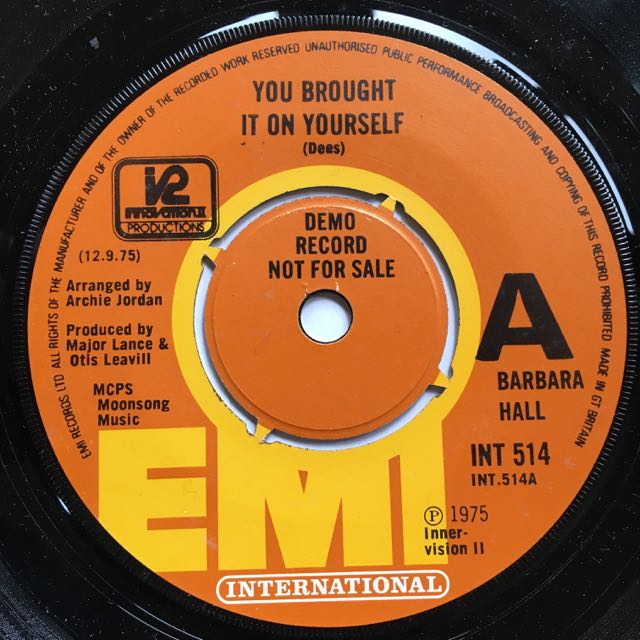 EMI RECORDS LTD ALL RIGHTS OF THE MANUFACTURER AND OF THE OWNER OF THE RECORDED WORK RESERVED UNAUTHORISED PUBLIC PERFORMANCE BROADCASTING AND COPYING OF THIS RECORD PROHIBITED MADE IN GT BRITAIN
YOU BROUGHT
IT ON YOURSELF
(Dees)
INNOVATION II
PRODUCTIONS
(12.9.75)
Arranged by
Archie Jordan
Produced by
Major Lance &
Otis Leavill
MCPS
Moonsong
Music
DEMO
RECORD
NOT FOR SALE
A
BARBARA
HALL
INT 514
INT.514A
Ⓟ 1975
Inner-
vision II
EMI
INTERNATIONAL